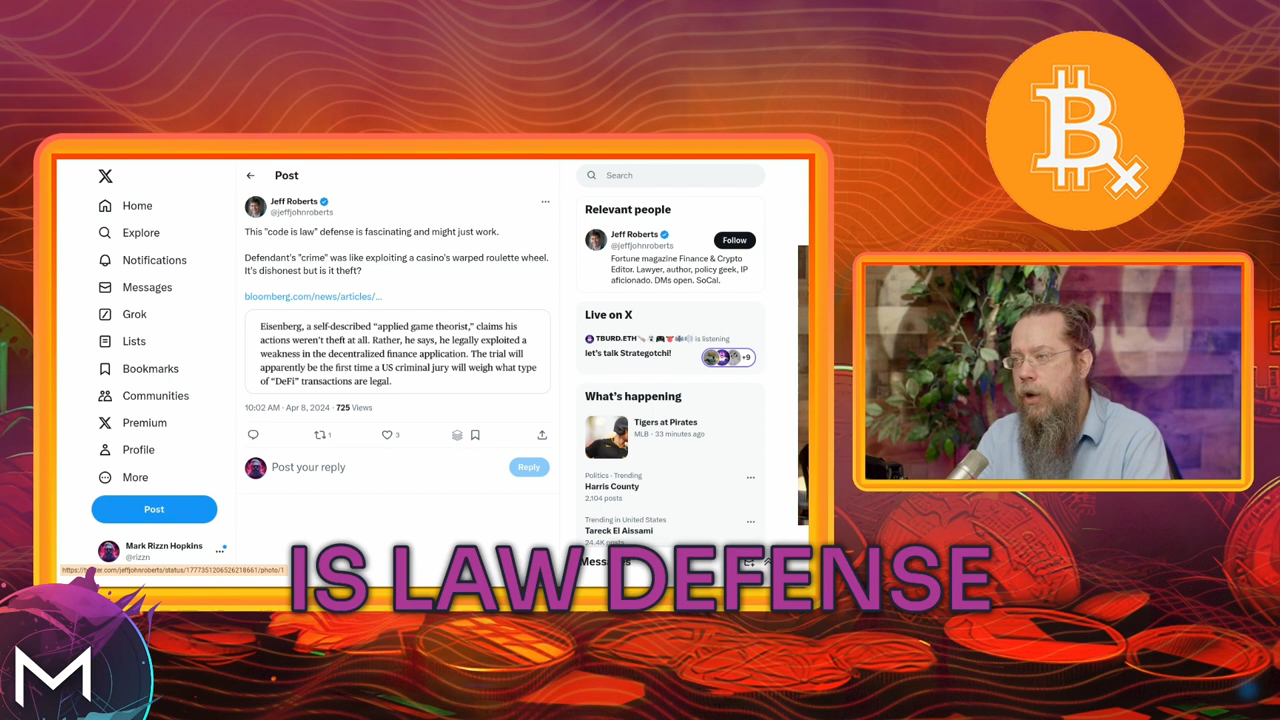 Home
Explore
Notifications
Messages
Grok
Lists
Bookmarks
Communities
Premium
Profile
More
Post
Mark Rizzn Hopkins
@rizzn
Post
Jeff Roberts
@jeffjohnroberts
This "code is law" defense is fascinating and might just work.
Defendant's "crime" was like exploiting a casino's warped roulette wheel.
It's dishonest but is it theft?
bloomberg.com/news/articles/...
Eisenberg, a self-described “applied game theorist,” claims his
actions weren’t theft at all. Rather, he says, he legally exploited a
weakness in the decentralized finance application. The trial will
apparently be the first time a US criminal jury will weigh what type
of “DeFi” transactions are legal.
10:02 AM · Apr 8, 2024 · 725 Views
1
3
Post your reply
Reply
Search
Relevant people
Jeff Roberts
@jeffjohnroberts
Follow
Fortune magazine Finance & Crypto
Editor. Lawyer, author, policy geek, IP
aficionado. DMs open. SoCal.
Live on X
TBURD.ETH is listening
let's talk Strategotchi!
+9
What's happening
Tigers at Pirates
MLB · 33 minutes ago
Politics · Trending
Harris County
2,104 posts
Trending in United States
Tareck El Aissami
24.4K posts
Messages
IS LAW DEFENSE
M